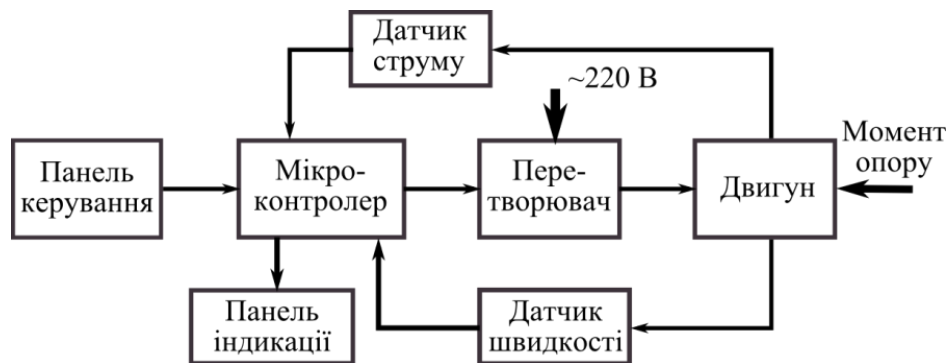 Датчик
струму
~220 В
Момент
опору
Панель
керування
Мікро-
контролер
Пере-
творювач
Двигун
Панель
індикації
Датчик
швидкості